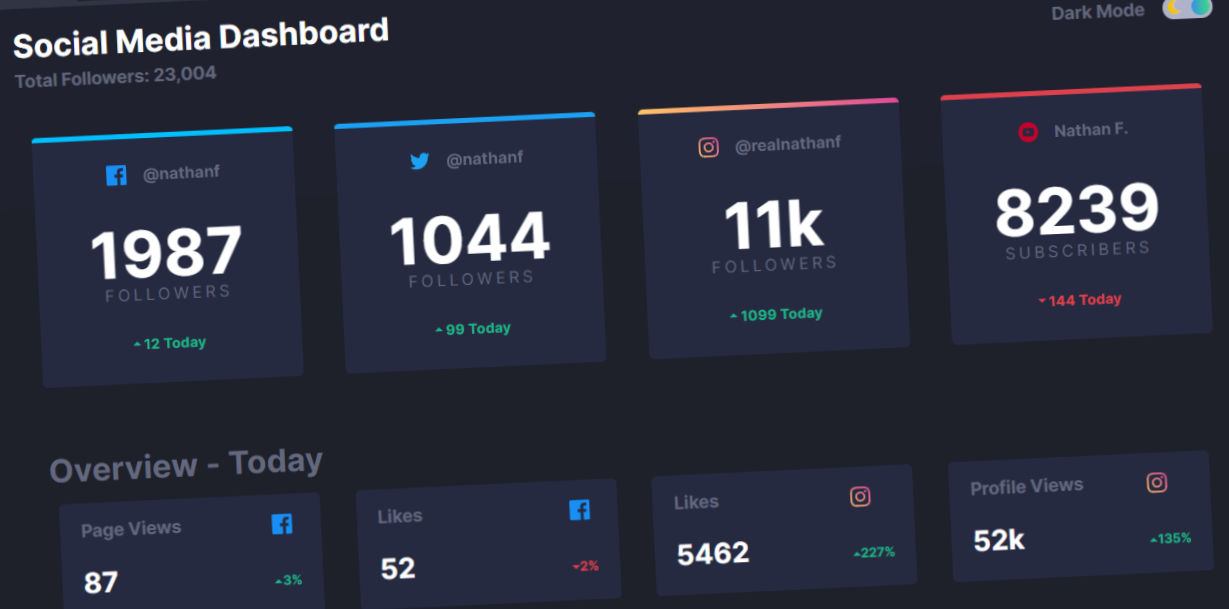 Social Media Dashboard
Total Followers: 23,004
Dark Mode
@nathanf
1987
FOLLOWERS
12 Today
@nathanf
1044
FOLLOWERS
99 Today
@realnathanf
11k
FOLLOWERS
1099 Today
Nathan F.
8239
SUBSCRIBERS
144 Today
Overview - Today
Page Views
87
3%
Likes
52
2%
Likes
5462
227%
Profile Views
52k
135%